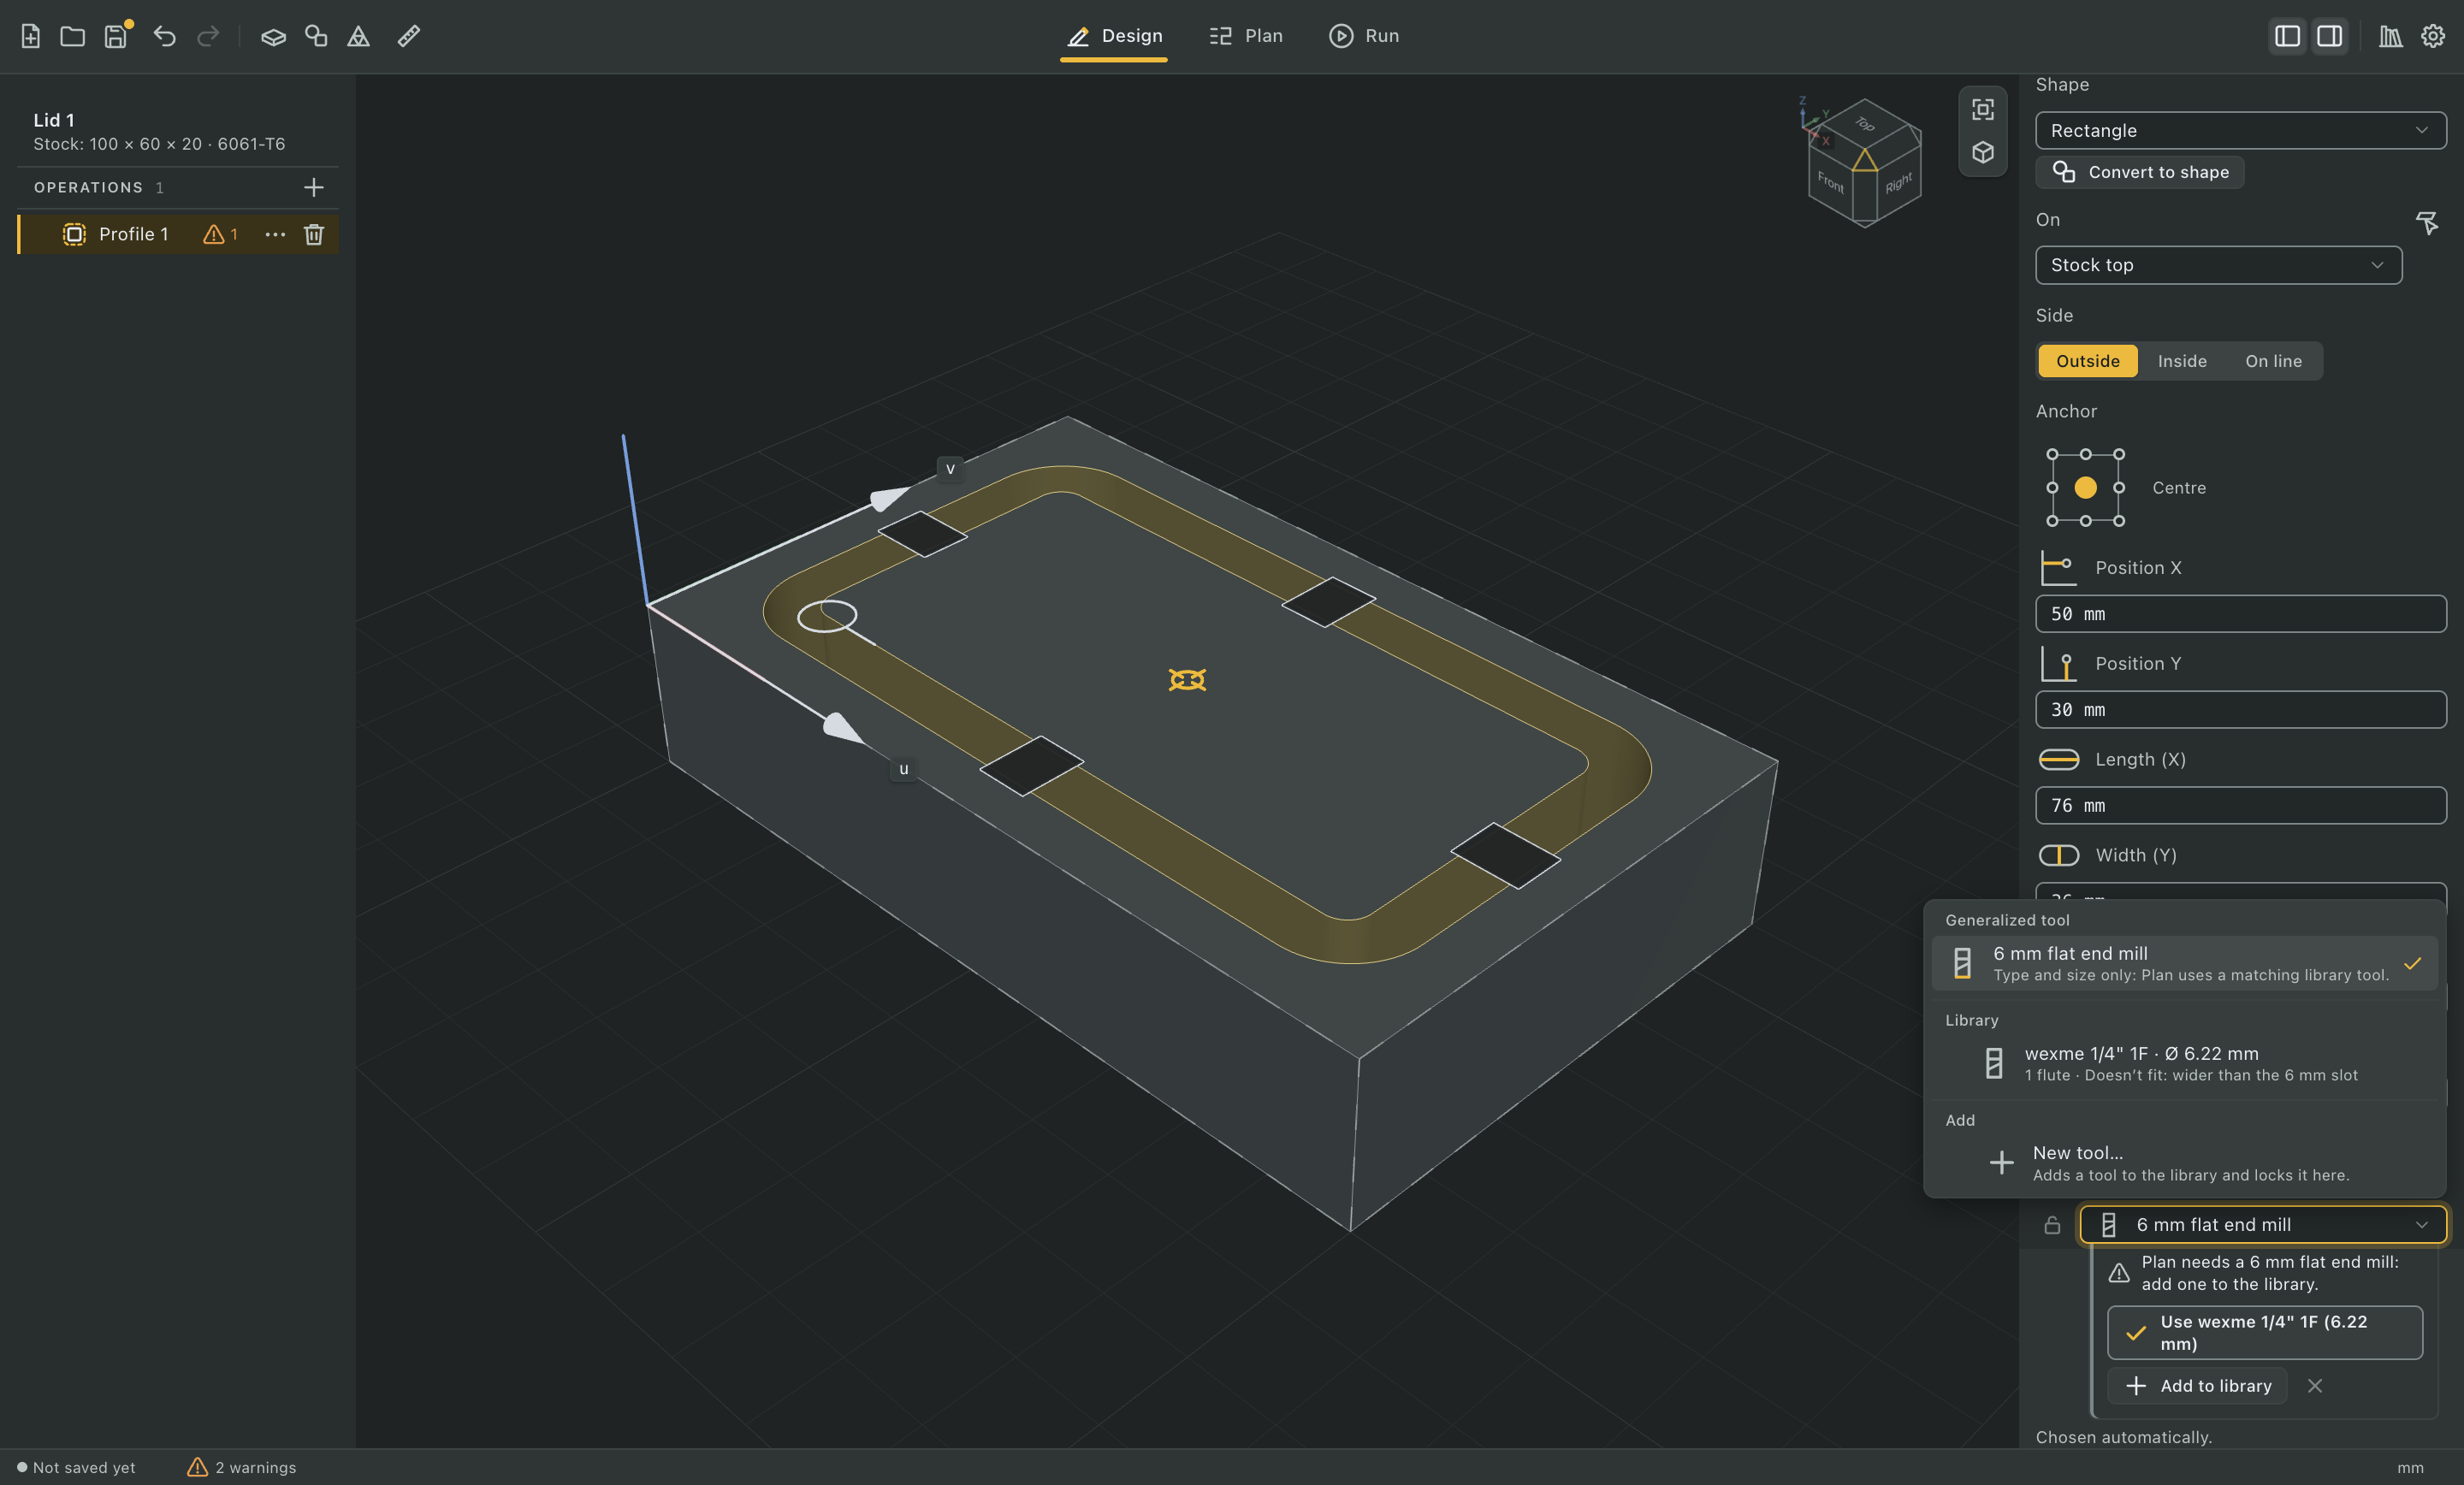 Design
Plan
Run
Lid 1
Stock: 100 × 60 × 20 · 6061-T6
OPERATIONS 1
Profile 1
1
Z
Y
X
Top
Front
Right
v
u
Shape
Rectangle
Convert to shape
On
Stock top
Side
Outside
Inside
On line
Anchor
Centre
Position X
50 mm
Position Y
30 mm
Length (X)
76 mm
Width (Y)
Generalized tool
6 mm flat end mill
Type and size only: Plan uses a matching library tool.
Library
wexme 1/4" 1F · Ø 6.22 mm
1 flute · Doesn’t fit: wider than the 6 mm slot
Add
New tool...
Adds a tool to the library and locks it here.
6 mm flat end mill
Plan needs a 6 mm flat end mill:
add one to the library.
Use wexme 1/4" 1F (6.22
mm)
Add to library
Chosen automatically.
Not saved yet
2 warnings
mm